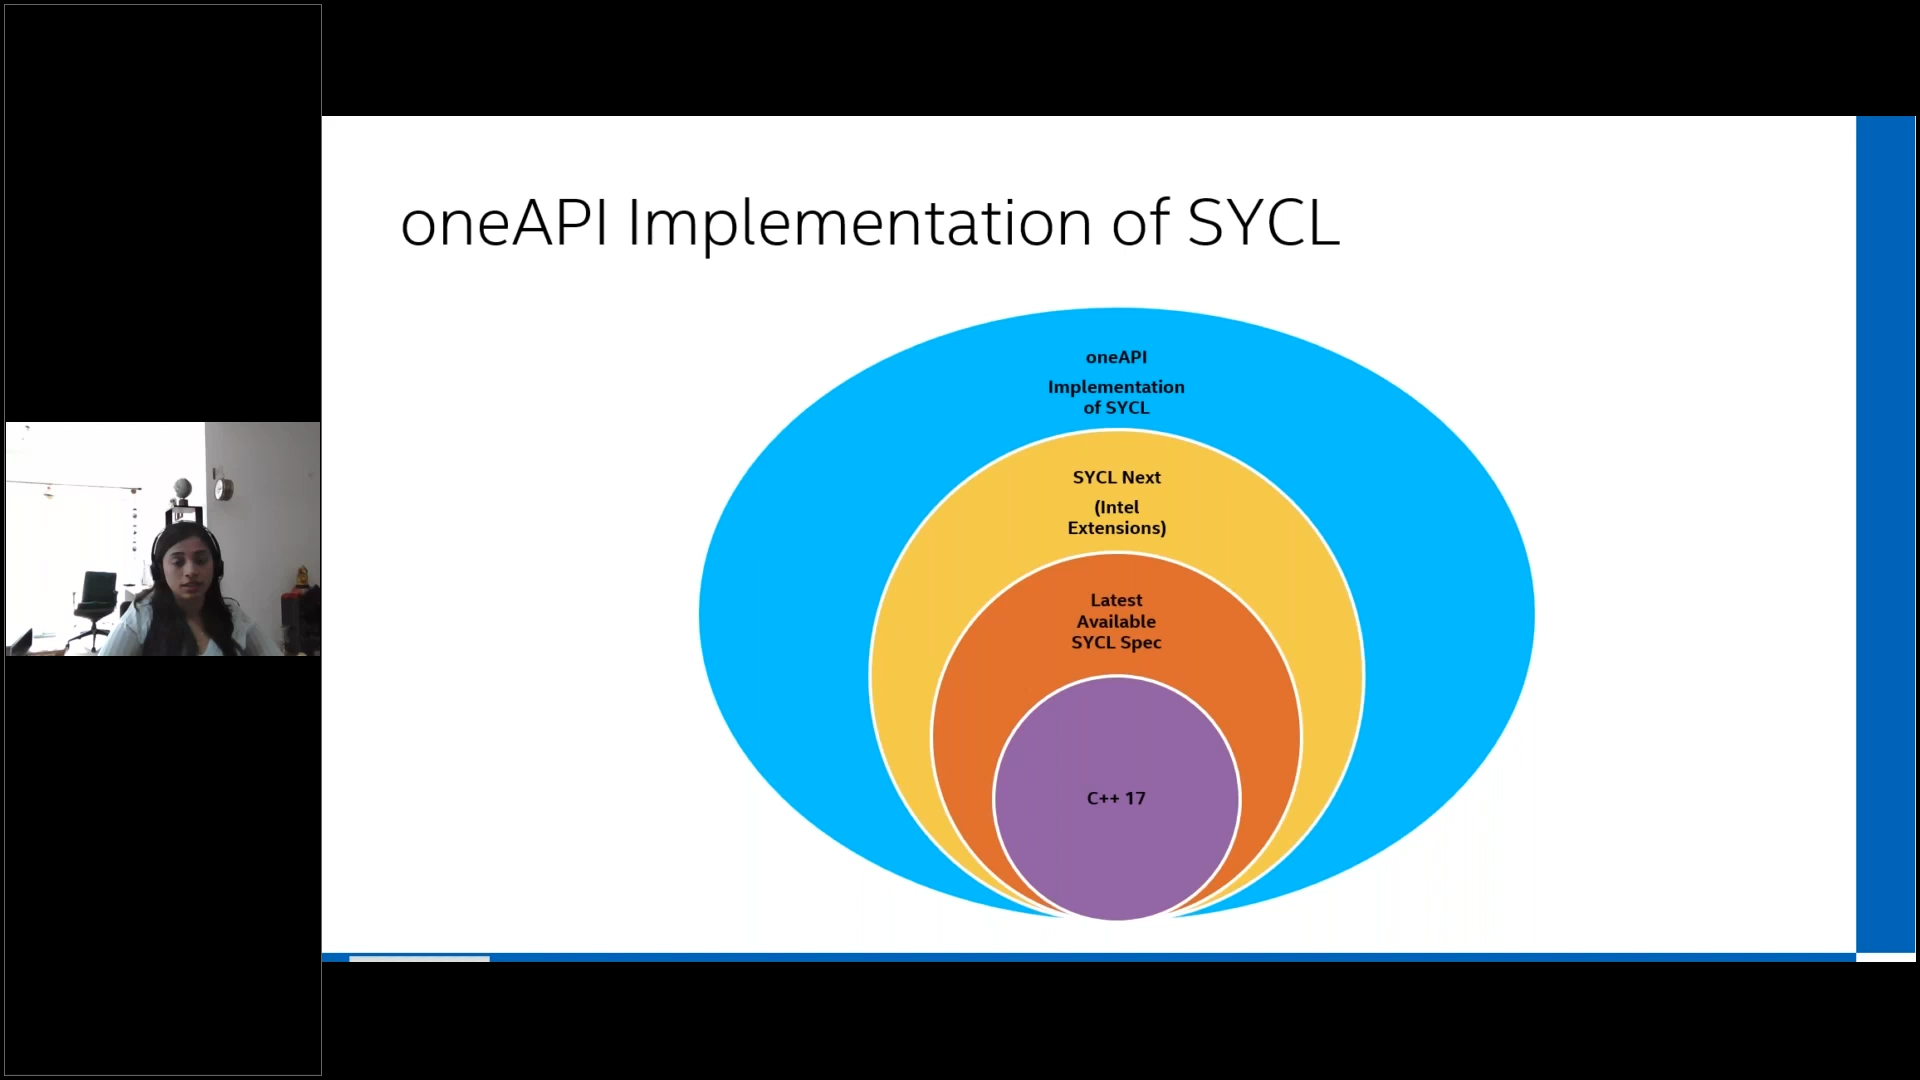 oneAPI Implementation of SYCL
oneAPI
Implementation
of SYCL
SYCL Next
(Intel
Extensions)
Latest
Available
SYCL Spec
C++ 17